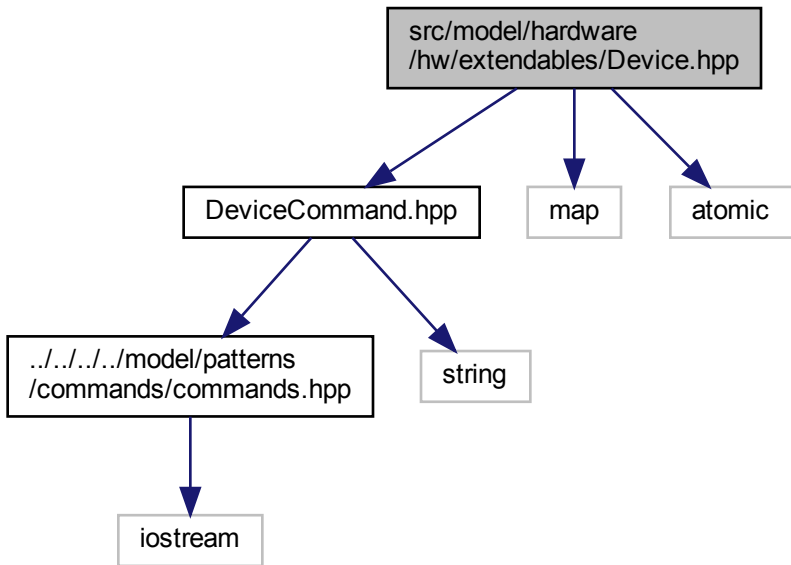 src/model/hardware
/hw/extendables/Device.hpp
DeviceCommand.hpp
map
atomic
../../../../model/patterns
/commands/commands.hpp
string
iostream